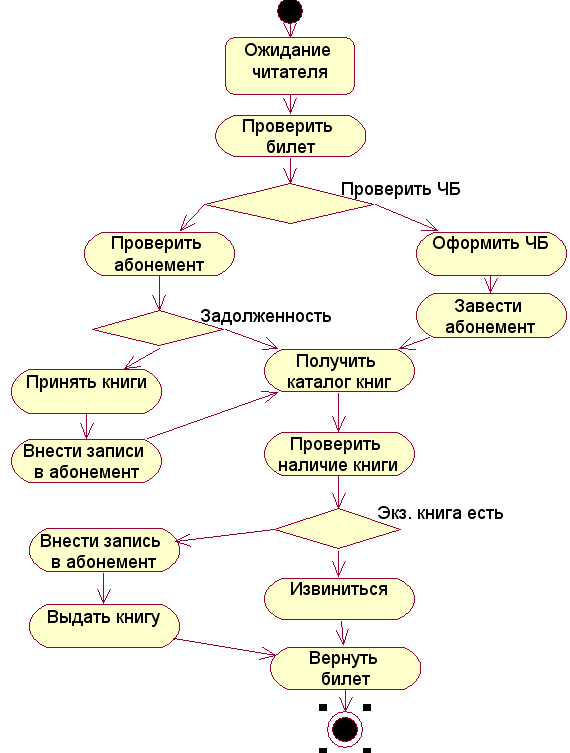 Ожидание
читателя
Проверить
билет
Проверить ЧБ
Проверить
абонемент
Оформить ЧБ
Завести
абонемент
Задолженность
Получить
каталог книг
Принять книги
Внести записи
в абонемент
Проверить
наличие книги
Экз. книга есть
Внести запись
в абонемент
Извиниться
Выдать книгу
Вернуть
билет